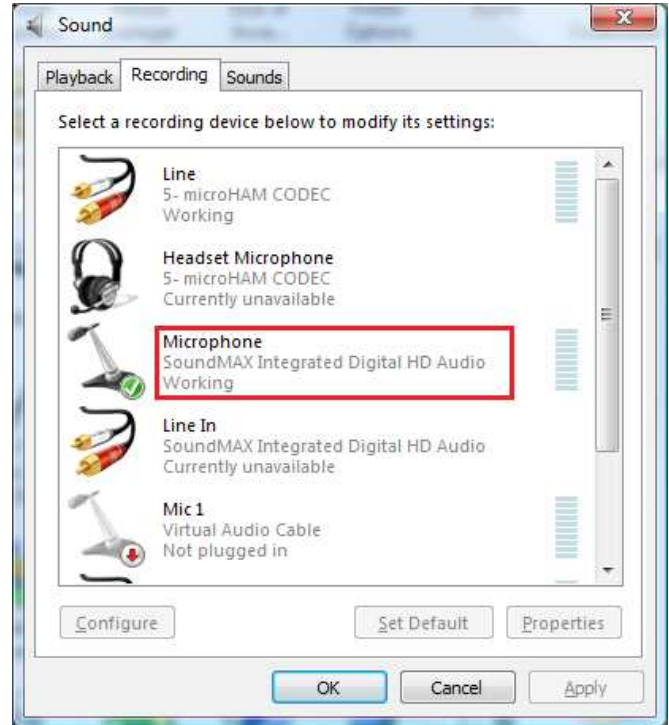 Sound
Playback Recording Sounds
Select a recording device below to modify its settings:
Line
5- microHAM CODEC
Working
Headset Microphone
5- microHAM CODEC
Currently unavailable
Microphone
SoundMAX Integrated Digital HD Audio
Working
Line In
SoundMAX Integrated Digital HD Audio
Currently unavailable
Mic 1
Virtual Audio Cable
Not plugged in
Configure Set Default Properties
OK Cancel Apply